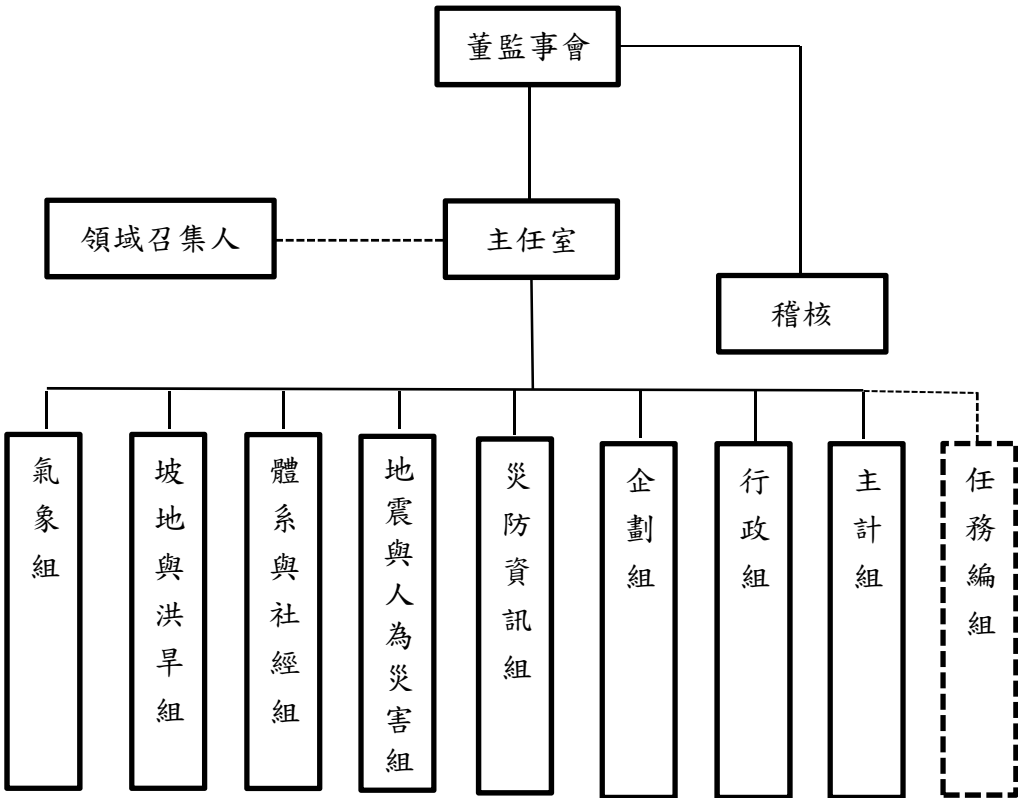 董監事會
領域召集人
主任室
稽核
氣象組
坡地與洪旱組
體系與社經組
地震與人為災害組
災防資訊組
企劃組
行政組
主計組
任務編組